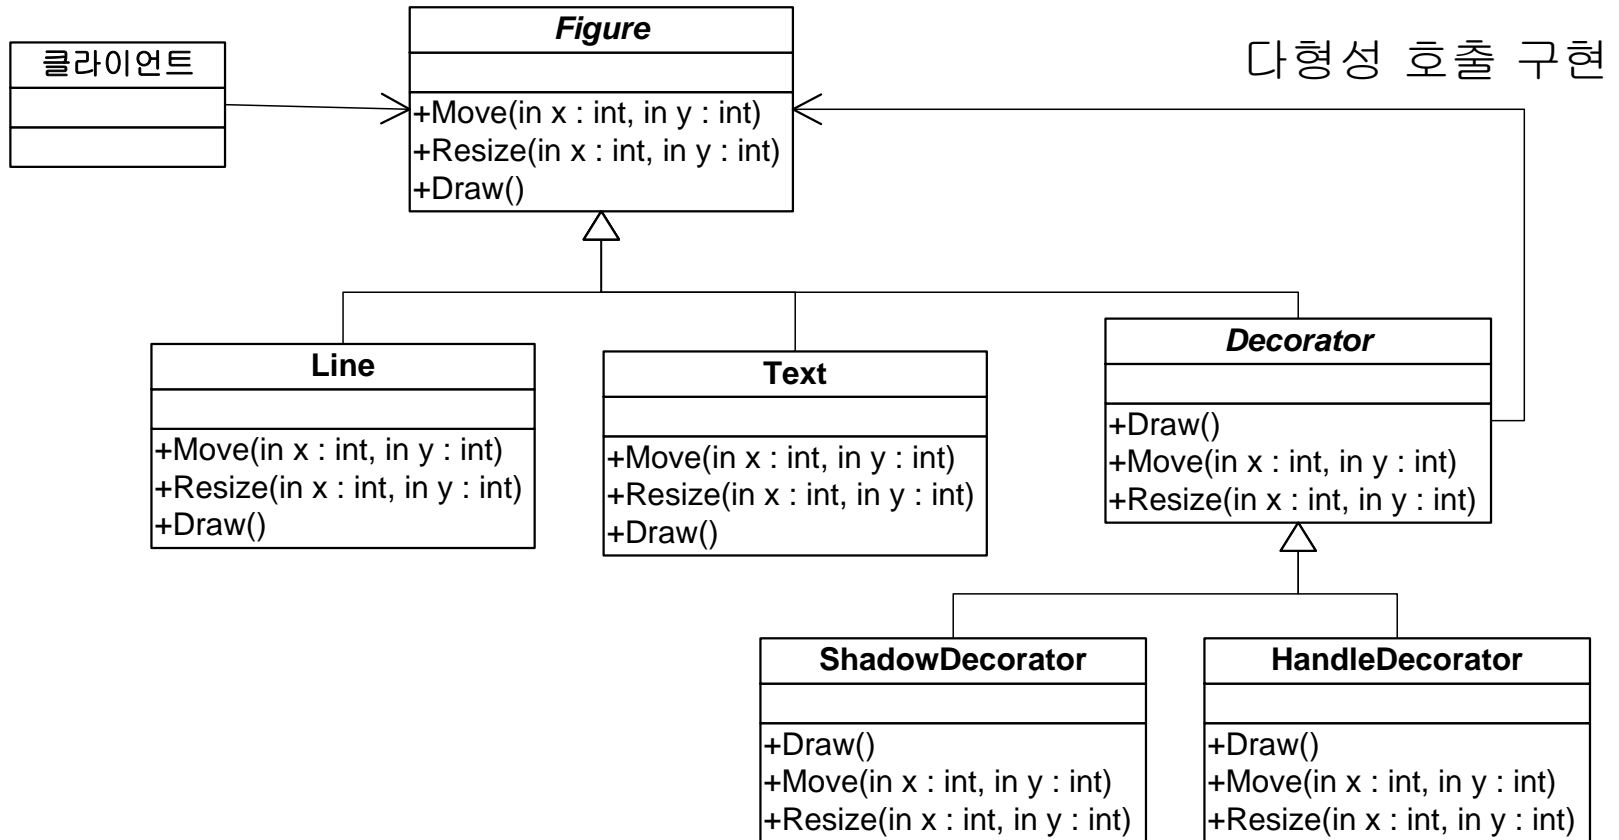 Figure
클라이언트
다형성 호출 구현
+Move(in x : int, in y : int)
+Resize(in x : int, in y : int)
+Draw()
Line
+Move(in x : int, in y : int)
+Resize(in x : int, in y : int)
+Draw()
Text
+Move(in x : int, in y : int)
+Resize(in x : int, in y : int)
+Draw()
Decorator
+Draw()
+Move(in x : int, in y : int)
+Resize(in x : int, in y : int)
ShadowDecorator
+Draw()
+Move(in x : int, in y : int)
+Resize(in x : int, in y : int)
HandleDecorator
+Draw()
+Move(in x : int, in y : int)
+Resize(in x : int, in y : int)